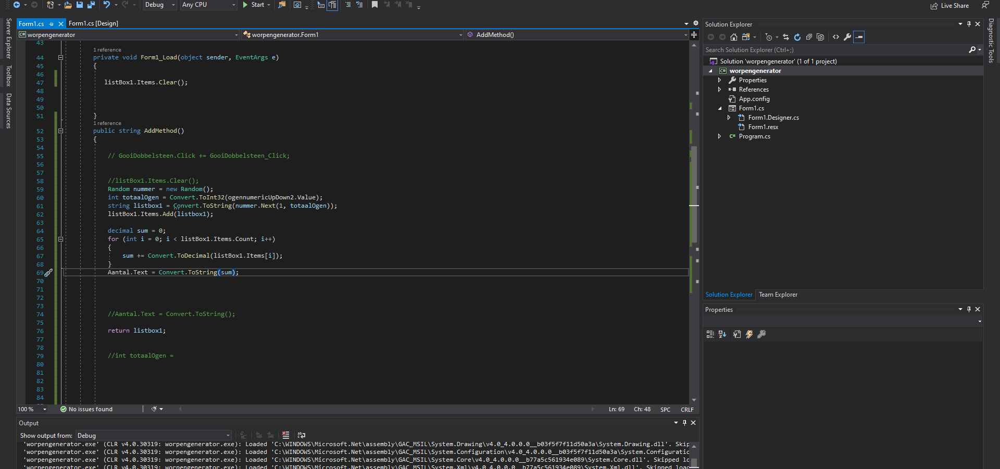 Debug
Any CPU
Start
Live Share
Server Explorer
Toolbox
Data Sources
Form1.cs
Form1.cs [Design]
worpengenerator
worpengenerator.Form1
AddMethod()
43
1 reference
44 private void Form1_Load(object sender, EventArgs e)
45 {
46
47 listBox1.Items.Clear();
48
49
50
51 }
1 reference
52 public string AddMethod()
53 {
54
55 // GooiDobbelsteen.Click += GooiDobbelsteen_Click;
56
57
58 //listBox1.Items.Clear();
59 Random nummer = new Random();
60 int totaalOgen = Convert.ToInt32(ogennumericUpDown2.Value);
61 string listbox1 = Convert.ToString(nummer.Next(1, totaalOgen));
62 listBox1.Items.Add(listbox1);
63
64 decimal sum = 0;
65 for (int i = 0; i < listBox1.Items.Count; i++)
66 {
67 sum += Convert.ToDecimal(listBox1.Items[i]);
68 }
69 Aantal.Text = Convert.ToString(sum);
70
71
72
73
74 //Aantal.Text = Convert.ToString();
75
76 return listbox1;
77
78
79 //int totaalOgen =
80
81
82
83
84
100 %
No issues found
Ln: 69
Ch: 48
SPC
CRLF
Output
Show output from:
Debug
'worpengenerator.exe' (CLR v4.0.30319: worpengenerator.exe): Loaded 'C:\WINDOWS\Microsoft.Net\assembly\GAC_MSIL\System.Drawing\v4.0_4.0.0.0__b03f5f7f11d50a3a\System.Drawing.dll'. Skip
'worpengenerator.exe' (CLR v4.0.30319: worpengenerator.exe): Loaded 'C:\WINDOWS\Microsoft.Net\assembly\GAC_MSIL\System.Configuration\v4.0_4.0.0.0__b03f5f7f11d50a3a\System.Configuratio
'worpengenerator.exe' (CLR v4.0.30319: worpengenerator.exe): Loaded 'C:\WINDOWS\Microsoft.Net\assembly\GAC_MSIL\System.Core\v4.0_4.0.0.0__b77a5c561934e089\System.Core.dll'. Skipped lo
'worpengenerator.exe' (CLR v4.0.30319: worpengenerator.exe): Loaded 'C:\WINDOWS\Microsoft.Net\assembly\GAC_MSIL\System.Xml\v4.0_4.0.0.0__b77a5c561934e089\System.Xml.dll'. Skipped load
Solution Explorer
Search Solution Explorer (Ctrl+;)
Solution 'worpengenerator' (1 of 1 project)
worpengenerator
Properties
References
App.config
Form1.cs
Form1.Designer.cs
Form1.resx
Program.cs
Solution Explorer
Team Explorer
Properties
Diagnostic Tools